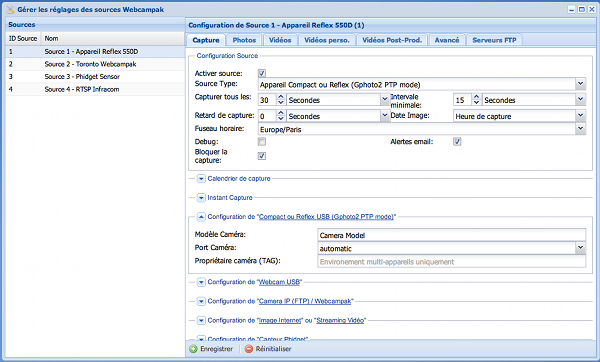 Gérer les réglages des sources Webcampak
Sources
ID Source Nom
1 Source 1 - Appareil Reflex 550D
2 Source 2 - Toronto Webcampak
3 Source 3 - Phidget Sensor
4 Source 4 - RTSP Infracom
Configuration de Source 1 - Appareil Reflex 550D (1)
Capture Photos Vidéos Vidéos perso. Vidéos Post-Prod. Avancé Serveurs FTP
Configuration Source
Activer source:
Source Type: Appareil Compact ou Reflex (Gphoto2 PTP mode)
Capturer tous les: 30 Secondes Intervale minimale: 15 Secondes
Retard de capture: 0 Secondes Date Image: Heure de capture
Fuseau horaire: Europe/Paris
Debug: Alertes email:
Bloquer la capture:
Calendrier de capture
Instant Capture
Configuration de "Compact ou Reflex USB (Gphoto2 PTP mode)"
Modèle Caméra: Camera Model
Port Caméra: automatic
Propriétaire caméra (TAG): Environement multi-appareils uniquement
Configuration de "Webcam USB"
Configuration de "Camera IP (FTP) / Webcampak"
Configuration de "Image Internet" ou "Streaming Vidéo"
Configuration de "Capteur Phidget"
Enregistrer Réinitialiser